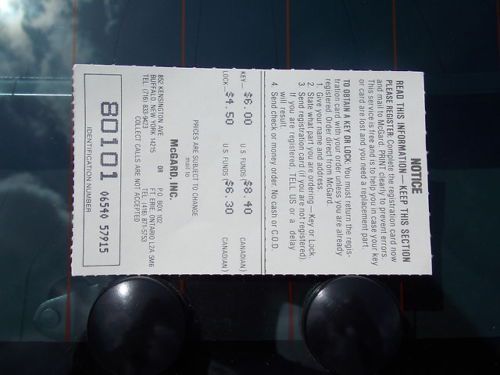 NOTICE
READ THIS INFORMATION — KEEP THIS SECTION
PLEASE REGISTER. Complete the registration card now
and mail to McGard. PRINT clearly to prevent errors.
This service is free and is to help you in case your key
or card are lost and you need a replacement part.
TO OBTAIN A KEY OR LOCK: You must return the regis-
tration card with your order unless you are already
registered. Order direct from McGard.
1. Give your name and address.
2. State what part you are ordering — Key or Lock.
3. Send registration card (if you are not registered).
If you are registered TELL US or a delay
will result.
4. Send check or money order. No cash or C.O.D.
KEY: $6.00 U.S. FUNDS $8.40 CANADIAN)
LOCK: $4.50 U.S. FUNDS $6.30 CANADIAN)
PRICES ARE SUBJECT TO CHANGE
mail to
McGARD, INC.
852 KENSINGTON AVE. OR P.O. BOX 102
BUFFALO, NEW YORK 14215 FT. ERIE, ONTARIO L2A 5M6
TEL (716) 833-9423 TEL (416) 871-5753
COLLECT CALLS ARE NOT ACCEPTED
80101 06540 57915
IDENTIFICATION NUMBER